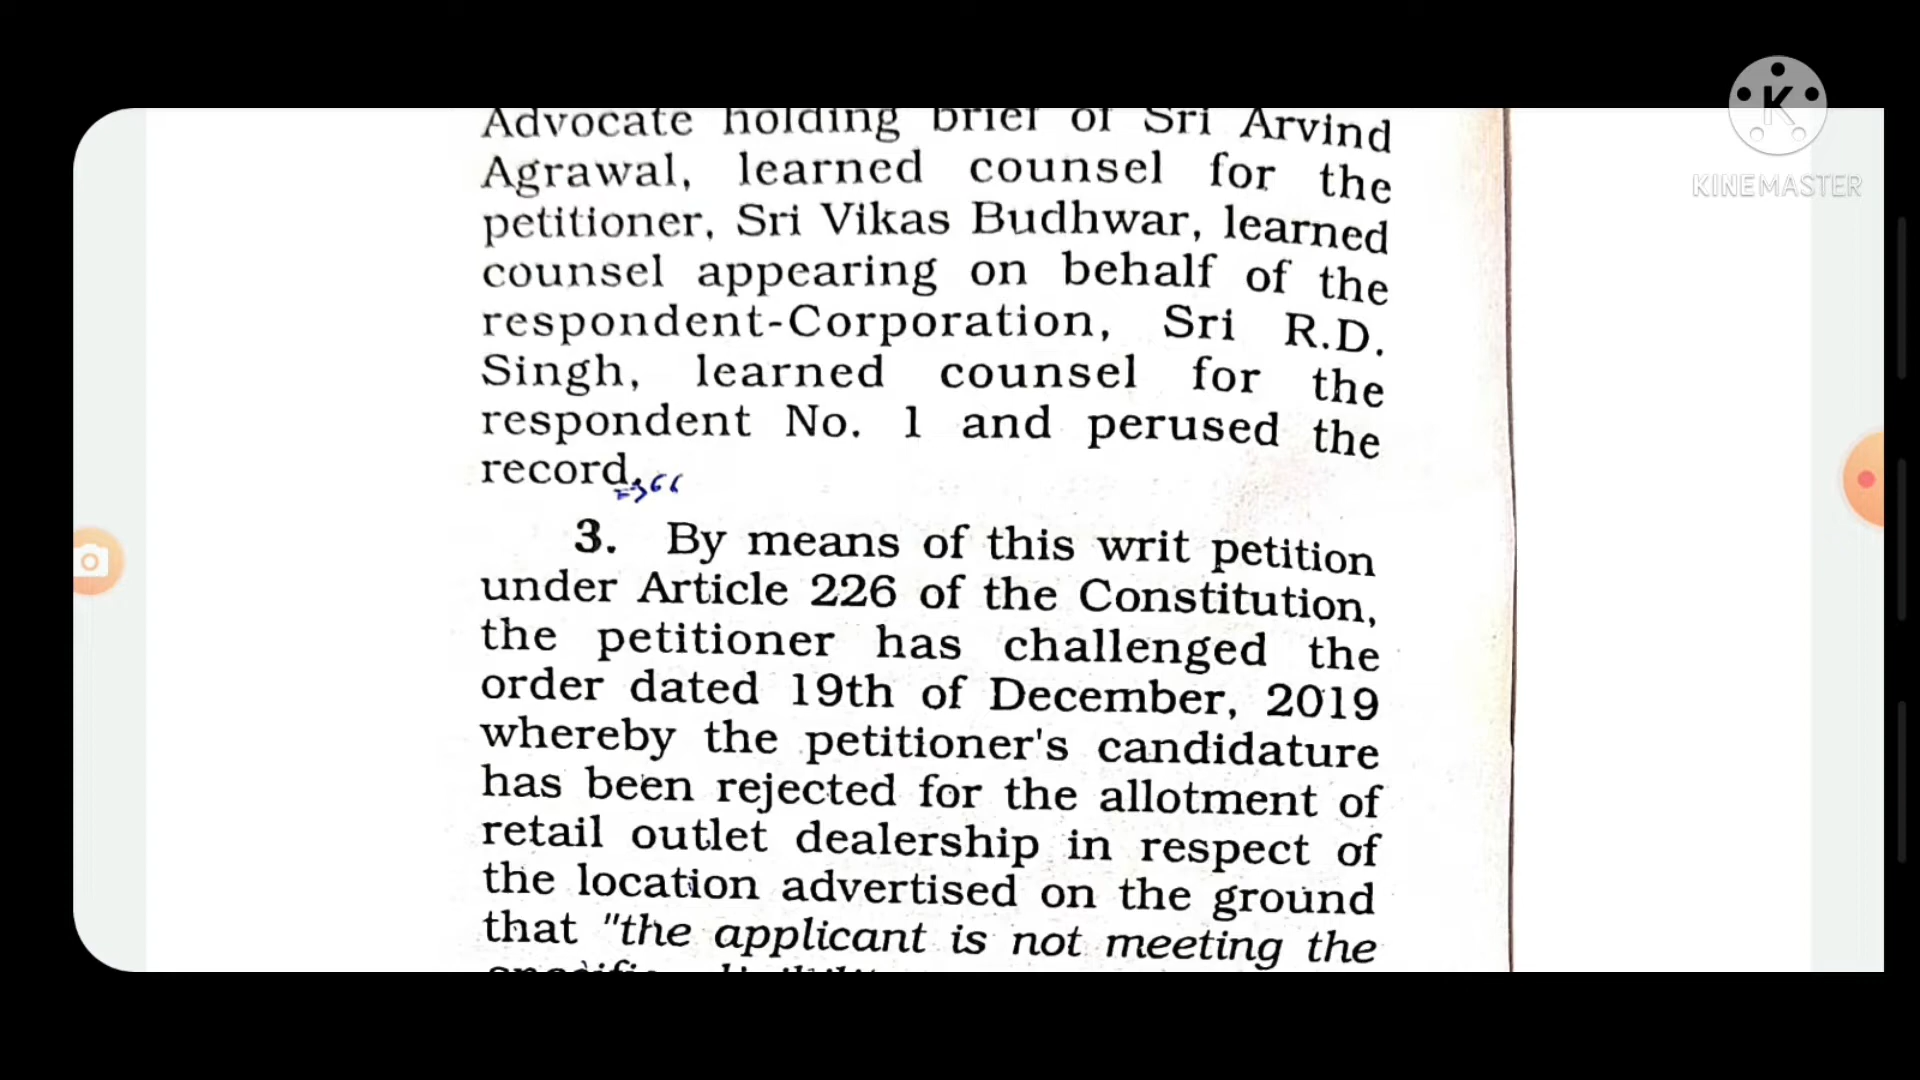 Advocate holding brief of Sri Arvind
Agrawal, learned counsel for the
petitioner, Sri Vikas Budhwar, learned
counsel appearing on behalf of the
respondent-Corporation, Sri R.D.
Singh, learned counsel for the
respondent No. 1 and perused the
record.
3. By means of this writ petition
under Article 226 of the Constitution,
the petitioner has challenged the
order dated 19th of December, 2019
whereby the petitioner's candidature
has been rejected for the allotment of
retail outlet dealership in respect of
the location advertised on the ground
that "the applicant is not meeting the
K
KINEMASTER